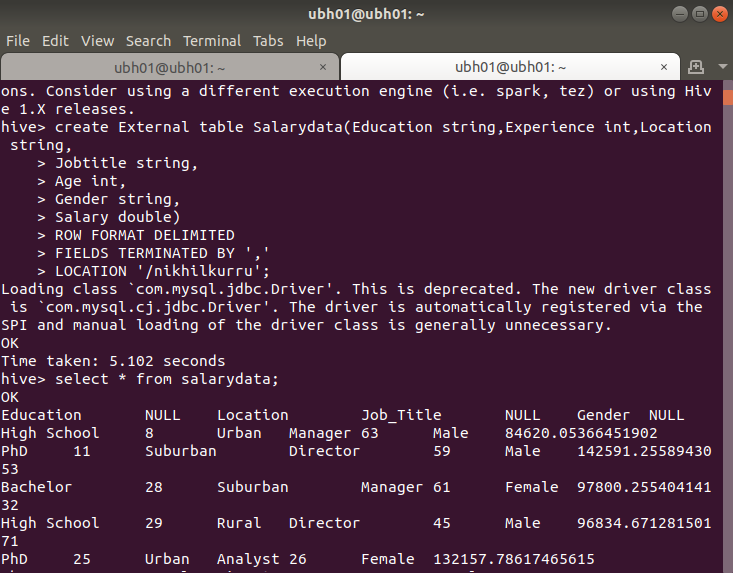 ubh01@ubh01: ~
File Edit View Search Terminal Tabs Help
ubh01@ubh01: ~ × ubh01@ubh01: ~ ×
ons. Consider using a different execution engine (i.e. spark, tez) or using Hiv
e 1.X releases.
hive> create External table Salarydata(Education string,Experience int,Location
 string,
    > Jobtitle string,
    > Age int,
    > Gender string,
    > Salary double)
    > ROW FORMAT DELIMITED
    > FIELDS TERMINATED BY ','
    > LOCATION '/nikhilkurru';
Loading class `com.mysql.jdbc.Driver'. This is deprecated. The new driver class
 is `com.mysql.cj.jdbc.Driver'. The driver is automatically registered via the
SPI and manual loading of the driver class is generally unnecessary.
OK
Time taken: 5.102 seconds
hive> select * from salarydata;
OK
Education       NULL    Location        Job_Title       NULL    Gender  NULL
High School     8       Urban   Manager 63      Male    84620.05366451902
PhD     11      Suburban        Director        59      Male    142591.25589430
53
Bachelor        28      Suburban        Manager 61      Female  97800.255404141
32
High School     29      Rural   Director        45      Male    96834.671281501
71
PhD     25      Urban   Analyst 26      Female  132157.78617465615